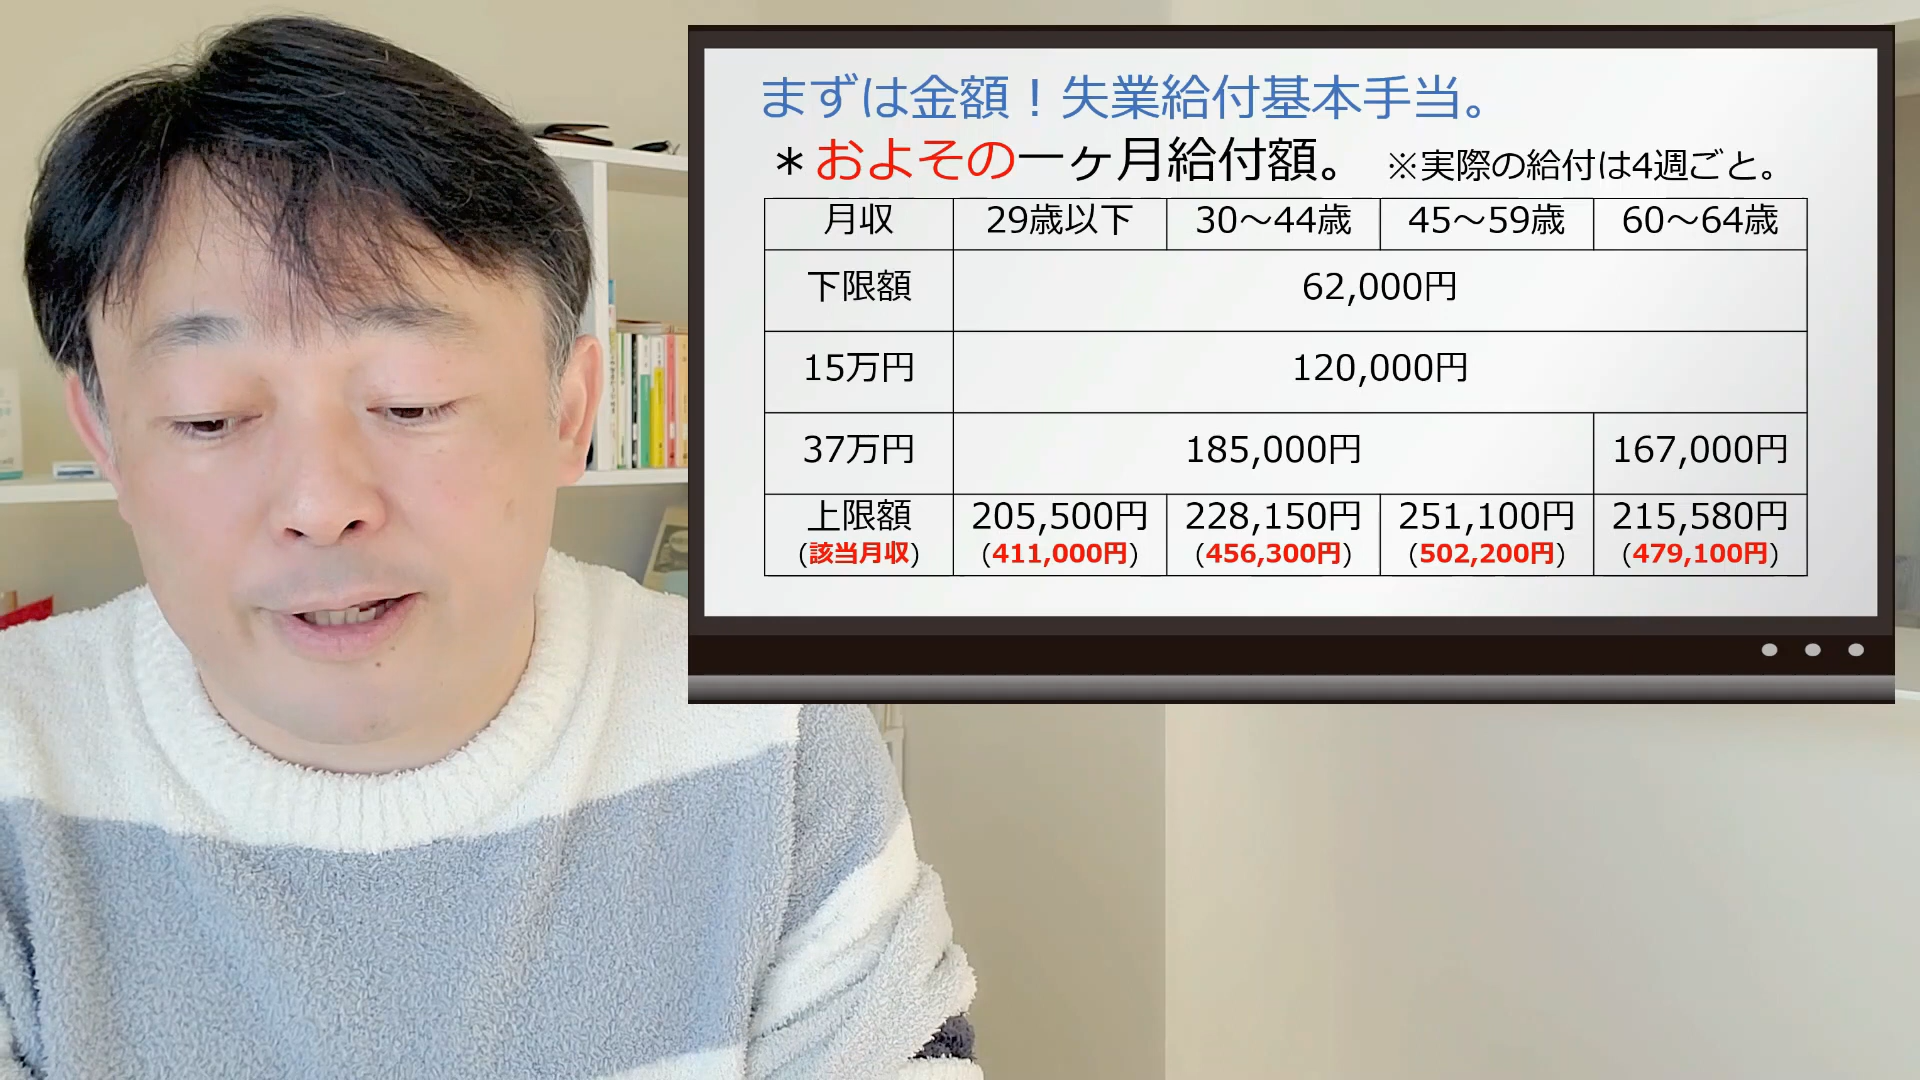 まずは金額！失業給付基本手当。
＊およその一ヶ月給付額。 ※実際の給付は4週ごと。
月収 29歳以下 30～44歳 45～59歳 60～64歳
下限額 62,000円
15万円 120,000円
37万円 185,000円 167,000円
上限額 205,500円 228,150円 251,100円 215,580円
(該当月収) (411,000円) (456,300円) (502,200円) (479,100円)